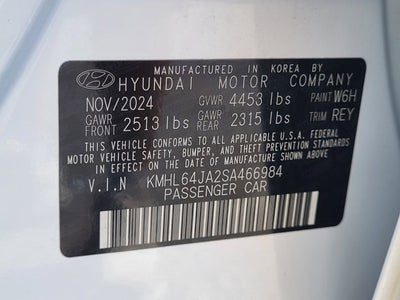 MANUFACTURED IN KOREA BY
HYUNDAI MOTOR COMPANY
NOV/2024 GVWR 4453 lbs PAINT W6H
GAWR FRONT 2513 lbs GAWR REAR 2315 lbs TRIM REY
THIS VEHICLE CONFORMS TO ALL APPLICABLE U.S.A. FEDERAL
MOTOR VEHICLE SAFETY, BUMPER, AND THEFT PREVENTION STANDARDS
IN EFFECT ON THE DATE OF MANUFACTURE SHOWN ABOVE.
V.I.N KMHL64JA2SA466984
PASSENGER CAR